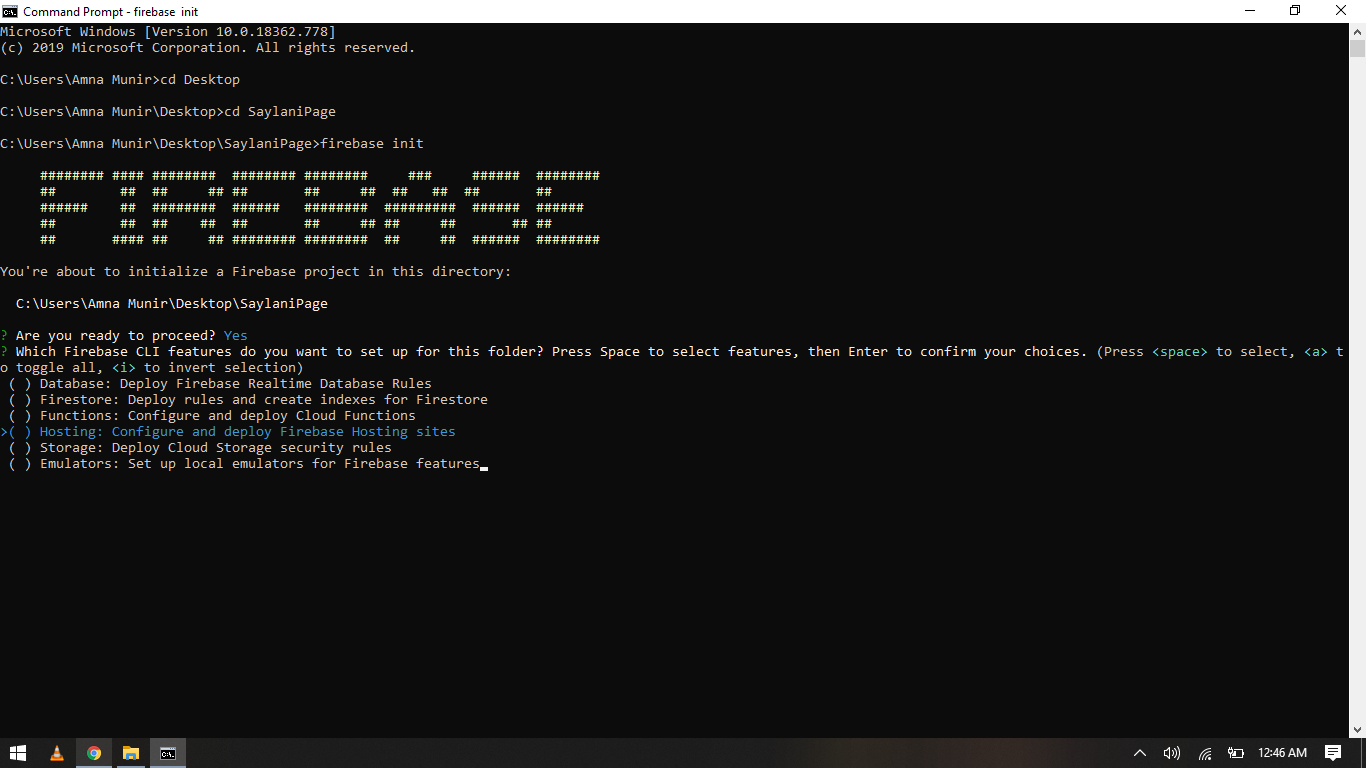 Command Prompt - firebase  init
Microsoft Windows [Version 10.0.18362.778]
(c) 2019 Microsoft Corporation. All rights reserved.
C:\Users\Amna Munir>cd Desktop
C:\Users\Amna Munir\Desktop>cd SaylaniPage
C:\Users\Amna Munir\Desktop\SaylaniPage>firebase init
FIREBASE
You're about to initialize a Firebase project in this directory:
C:\Users\Amna Munir\Desktop\SaylaniPage
? Are you ready to proceed? Yes
? Which Firebase CLI features do you want to set up for this folder? Press Space to select features, then Enter to confirm your choices. (Press <space> to select, <a> t
o toggle all, <i> to invert selection)
( ) Database: Deploy Firebase Realtime Database Rules
( ) Firestore: Deploy rules and create indexes for Firestore
( ) Functions: Configure and deploy Cloud Functions
>( ) Hosting: Configure and deploy Firebase Hosting sites
( ) Storage: Deploy Cloud Storage security rules
( ) Emulators: Set up local emulators for Firebase features
12:46 AM